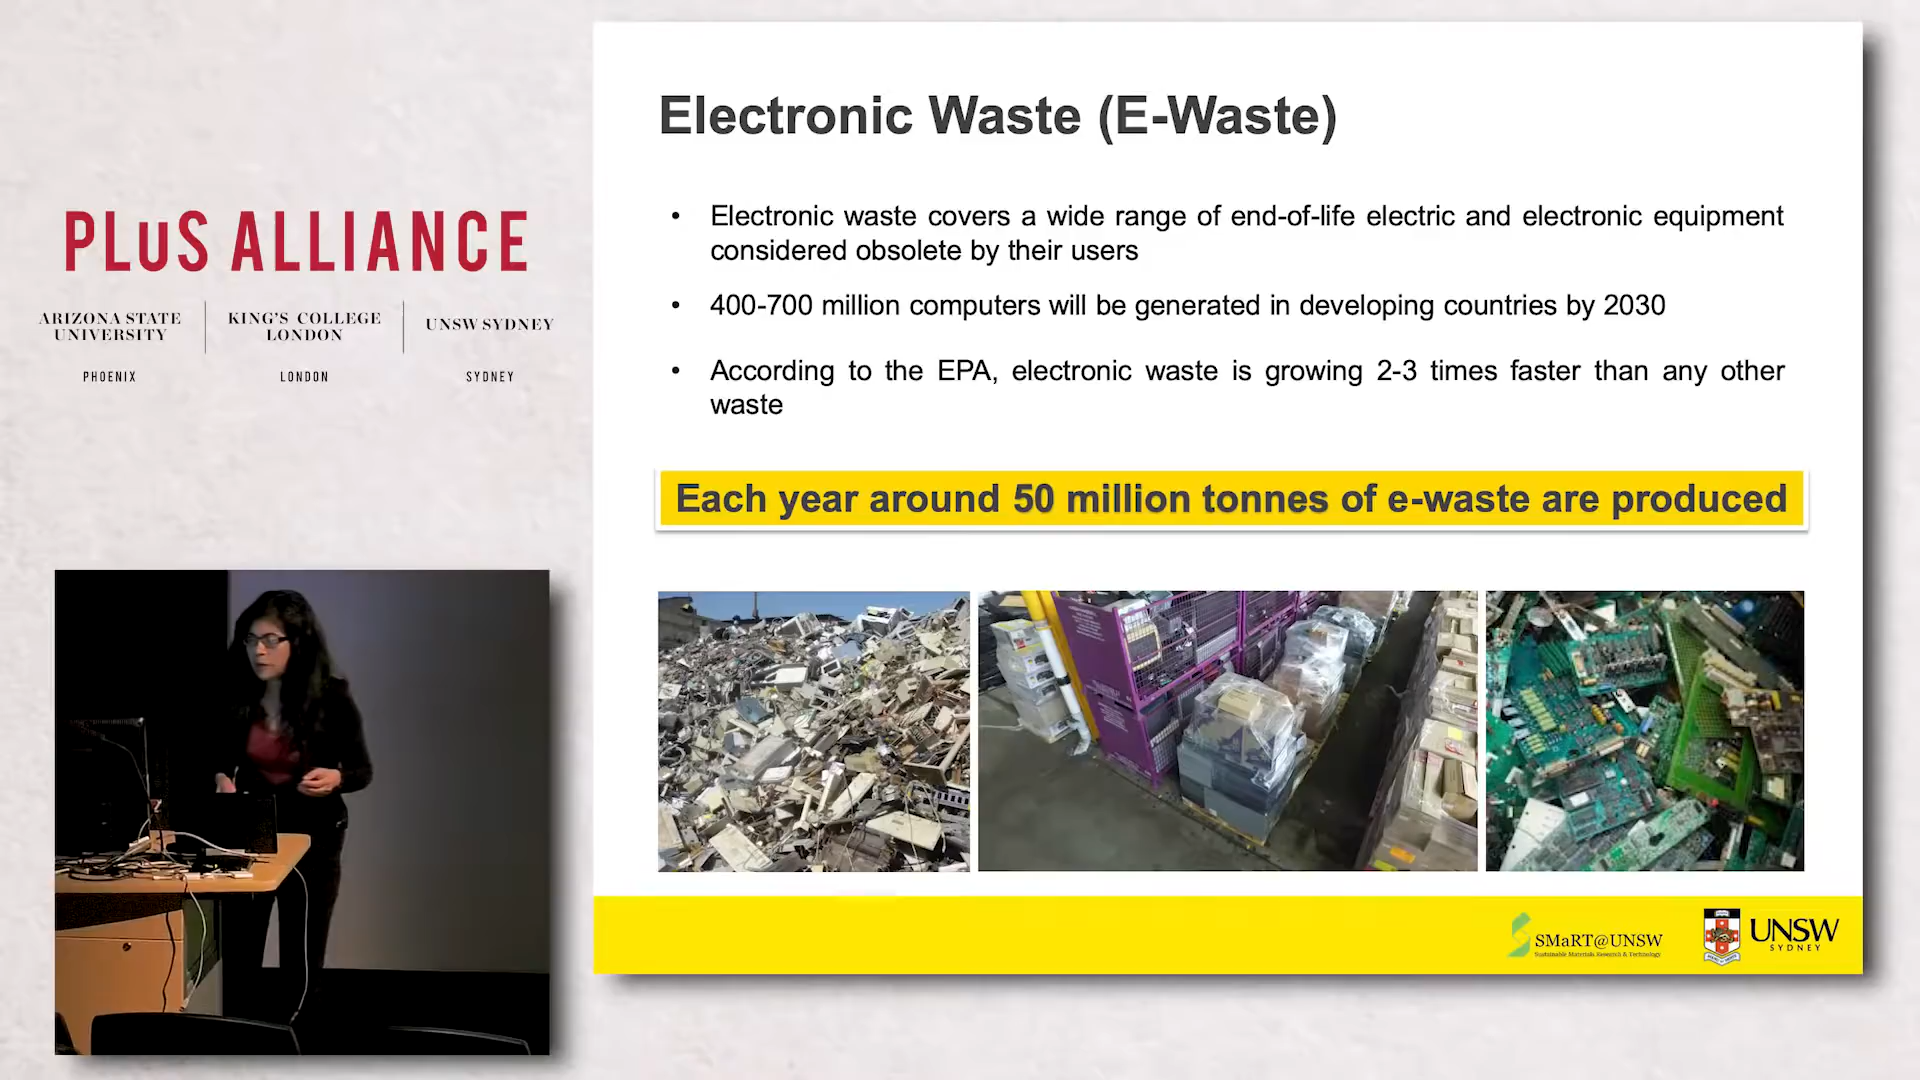 PLuS ALLIANCE
ARIZONA STATE
UNIVERSITY
PHOENIX
KING'S COLLEGE
LONDON
LONDON
UNSW SYDNEY
SYDNEY
Electronic Waste (E-Waste)
• Electronic waste covers a wide range of end-of-life electric and electronic equipment
considered obsolete by their users
• 400-700 million computers will be generated in developing countries by 2030
• According to the EPA, electronic waste is growing 2-3 times faster than any other
waste
Each year around 50 million tonnes of e-waste are produced
SMaRT@UNSW
Sustainable Materials Research & Technology
UNSW
SYDNEY